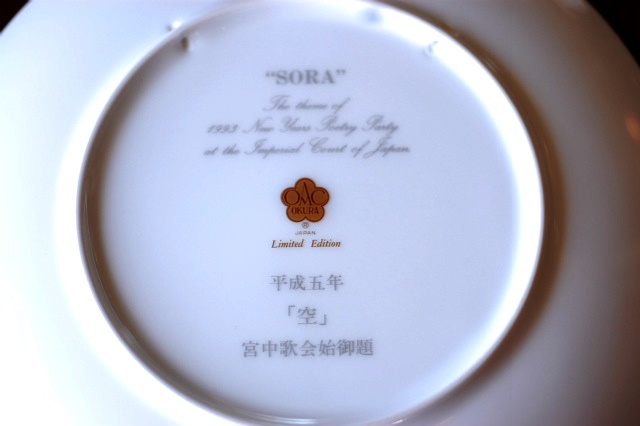 "SORA"
The theme of
1993 New Years Poetry Party
at the Imperial Court of Japan
OAC
OKURA
®
JAPAN
Limited Edition
平成五年
「空」
宮中歌会始御題